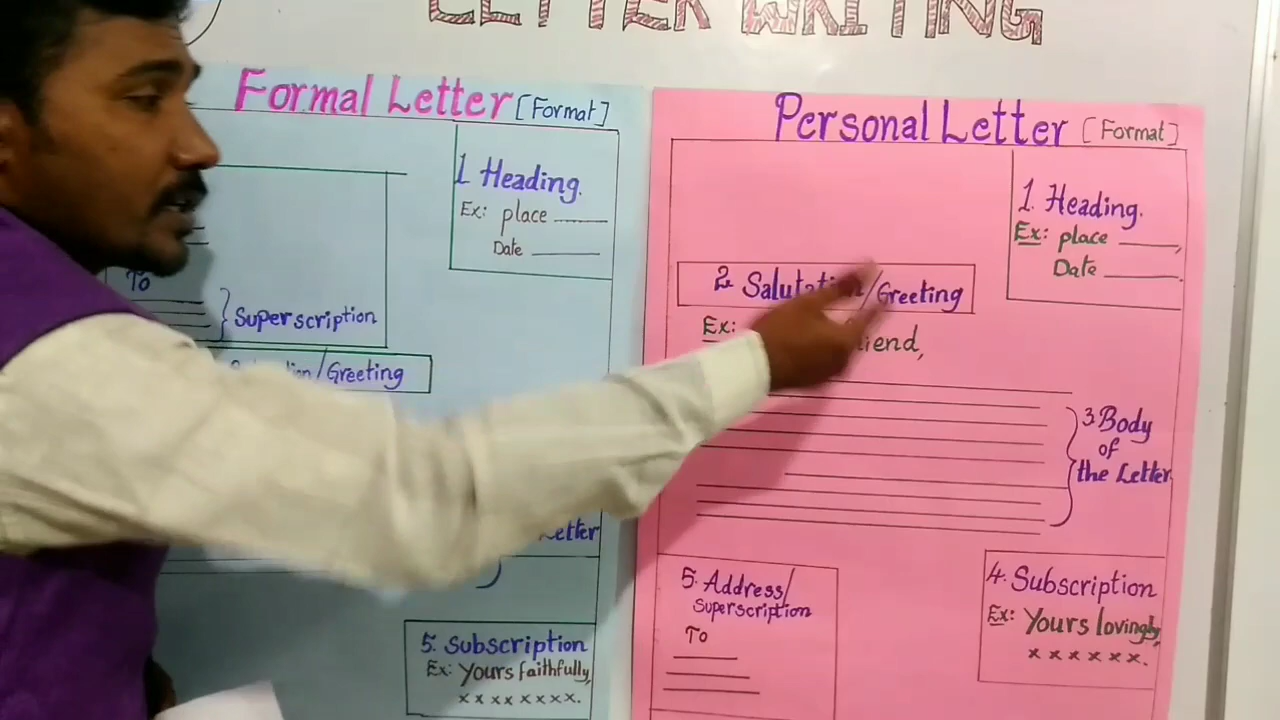 LETTER WRITING
Formal Letter [Format]
1 Heading.
Ex: place
Date
To
Superscription
/Greeting
5. Subscription
Ex: Yours faithfully,
x x x x x x x x.
Personal Letter [Format]
1. Heading.
Ex: place ,
Date .
2. Salutation/Greeting
Ex:
3 Body
of
the Letter
4. Subscription
Ex: Yours lovingly,
x x x x x x.
5. Address/
Superscription
To